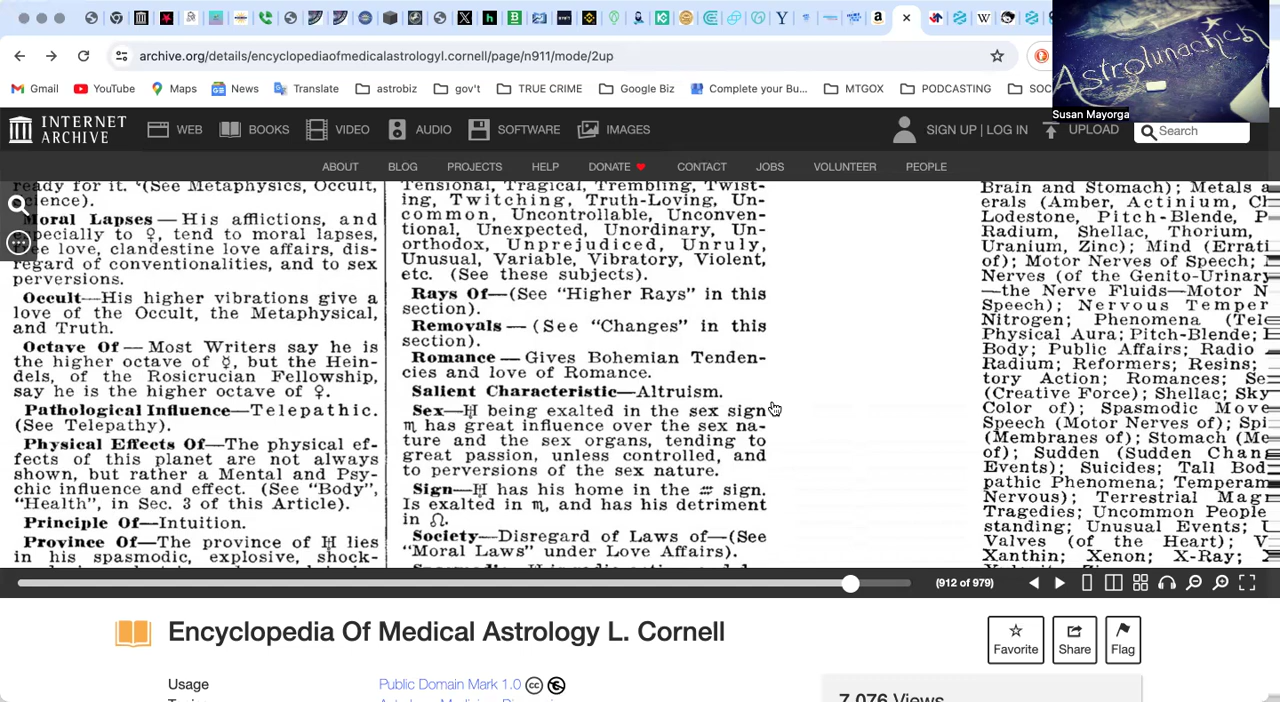 Astrolunatick
Susan Mayorga
archive.org/details/encyclopediaofmedicalastrologyl.cornell/page/n911/mode/2up
Gmail
YouTube
Maps
News
Translate
astrobiz
gov't
TRUE CRIME
Google Biz
Complete your Bu...
MTGOX
PODCASTING
SOC
INTERNET
ARCHIVE
WEB
BOOKS
VIDEO
AUDIO
SOFTWARE
IMAGES
SIGN UP | LOG IN
UPLOAD
Search
ABOUT
BLOG
PROJECTS
HELP
DONATE
CONTACT
JOBS
VOLUNTEER
PEOPLE
ready for it. (See Metaphysics, Occult,
Science).
Moral Lapses—His afflictions, and
especially to ♀, tend to moral lapses,
free love, clandestine love affairs, dis-
regard of conventionalities, and to sex
perversions.
Occult—His higher vibrations give a
love of the Occult, the Metaphysical,
and Truth.
Octave Of—Most Writers say he is
the higher octave of ☿, but the Hein-
dels, of the Rosicrucian Fellowship,
say he is the higher octave of ♀.
Pathological Influence—Telepathic.
(See Telepathy).
Physical Effects Of—The physical ef-
fects of this planet are not always
shown, but rather a Mental and Psy-
chic influence and effect. (See "Body",
"Health", in Sec. 3 of this Article).
Principle Of—Intuition.
Province Of—The province of ♅ lies
in his spasmodic, explosive, shock-
Tensional, Tragical, Trembling, Twist-
ing, Twitching, Truth-Loving, Un-
common, Uncontrollable, Unconven-
tional, Unexpected, Unordinary, Un-
orthodox, Unprejudiced, Unruly,
Unusual, Variable, Vibratory, Violent,
etc. (See these subjects).
Rays Of—(See "Higher Rays" in this
section).
Removals—(See "Changes" in this
section).
Romance—Gives Bohemian Tenden-
cies and love of Romance.
Salient Characteristic—Altruism.
Sex—♅ being exalted in the sex sign
♏ has great influence over the sex na-
ture and the sex organs, tending to
great passion, unless controlled, and
to perversions of the sex nature.
Sign—♅ has his home in the ♒ sign.
Is exalted in ♏, and has his detriment
in ♌.
Society—Disregard of Laws of—(See
"Moral Laws" under Love Affairs).
Brain and Stomach); Metals a
erals (Amber, Actinium, Ch
Lodestone, Pitch-Blende, P
Radium, Shellac, Thorium,
Uranium, Zinc); Mind (Errati
of); Motor Nerves of Speech;
Nerves (of the Genito-Urinary
—the Nerve Fluids—Motor N
Speech); Nervous Temper
Nitrogen; Phenomena (Tele
Physical Aura; Pitch-Blende;
Body; Public Affairs; Radio
Radium; Reformers; Resins;
tory Action; Romances; Se
(Creative Force); Shellac; Sky
Color of); Spasmodic Move
Speech (Motor Nerves of); Spi
(Membranes of); Stomach (Me
of); Sudden (Sudden Chan
Events); Suicides; Tall Bod
pathic Phenomena; Temperam
Nervous); Terrestrial Magn
Tragedies; Uncommon People
standing; Unusual Events; U
Valves (of the Heart); V
Xanthin; Xenon; X-Ray;
(912 of 979)
Encyclopedia Of Medical Astrology L. Cornell
Favorite
Share
Flag
Usage
Public Domain Mark 1.0
7,076 Views